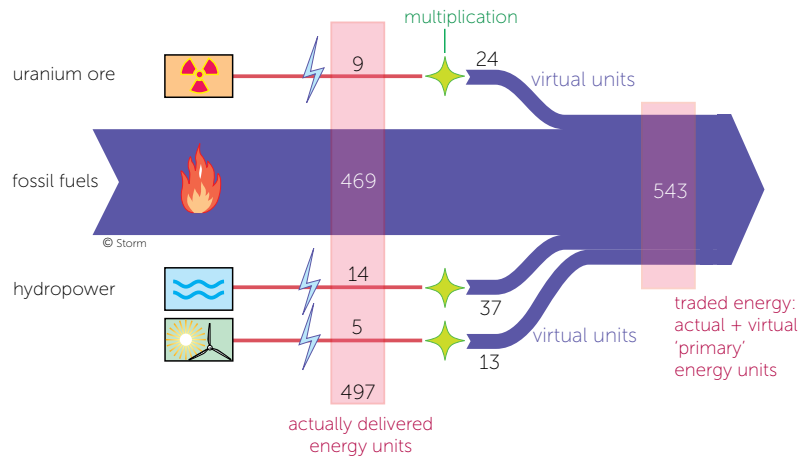 multiplication
uranium ore
9
24
virtual units
fossil fuels
469
543
© Storm
hydropower
14
37
5
13
virtual units
traded energy:
actual + virtual
'primary'
energy units
497
actually delivered
energy units